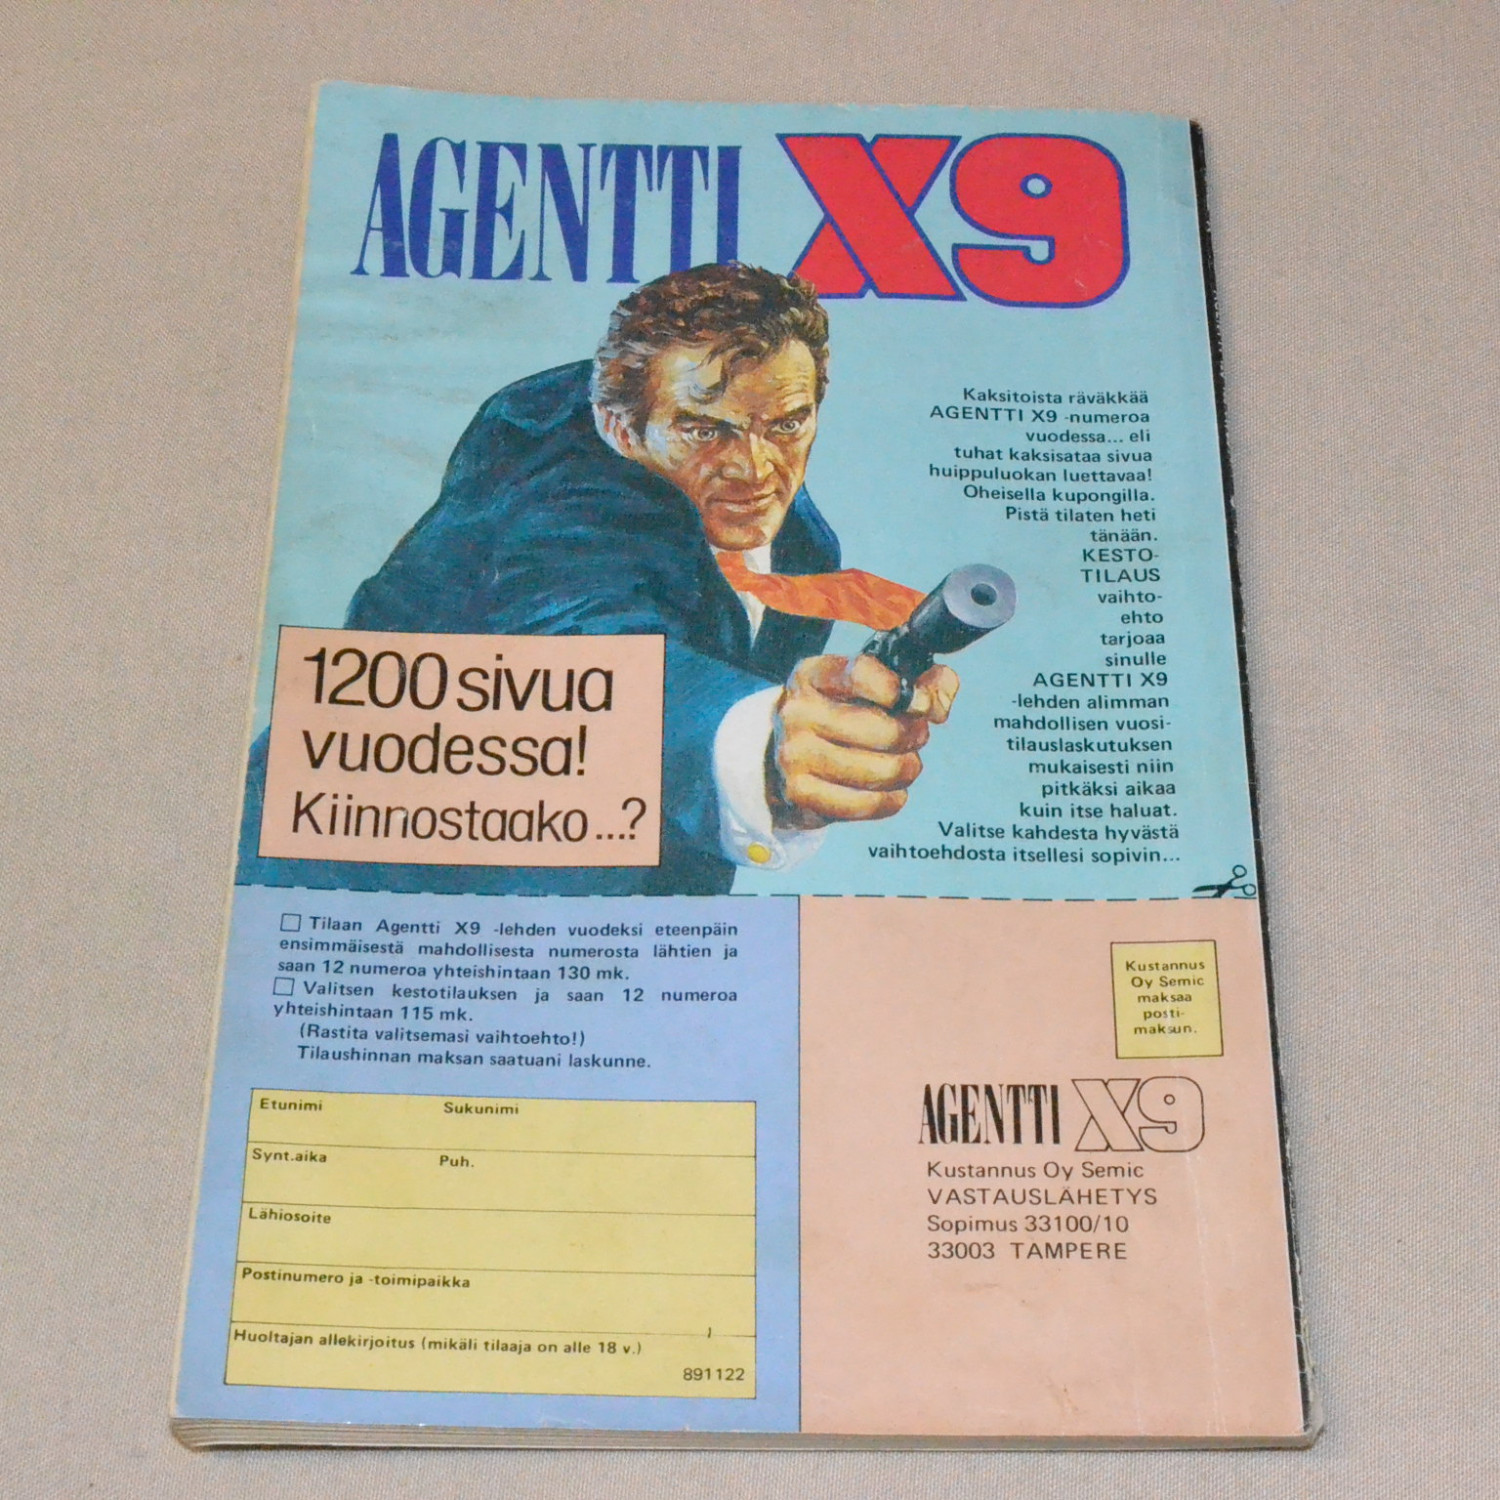 AGENTTI X9
Kaksitoista räväkkää
AGENTTI X9 -numeroa
vuodessa... eli
tuhat kaksisataa sivua
huippuluokan luettavaa!
Oheisella kupongilla.
Pistä tilaten heti
tänään.
KESTO-
TILAUS
vaihto-
ehto
tarjoaa
sinulle
AGENTTI X9
-lehden alimman
mahdollisen vuosi-
tilauslaskutuksen
mukaisesti niin
pitkäksi aikaa
kuin itse haluat.
Valitse kahdesta hyvästä
vaihtoehdosta itsellesi sopivin...
1200 sivua
vuodessa!
Kiinnostaako...?
Tilaan Agentti X9 -lehden vuodeksi eteenpäin
ensimmäisestä mahdollisesta numerosta lähtien ja
saan 12 numeroa yhteishintaan 130 mk.
Valitsen kestotilauksen ja saan 12 numeroa
yhteishintaan 115 mk.
(Rastita valitsemasi vaihtoehto!)
Tilaushinnan maksan saatuani laskunne.
Etunimi Sukunimi
Synt.aika Puh.
Lähiosoite
Postinumero ja -toimipaikka
Huoltajan allekirjoitus (mikäli tilaaja on alle 18 v.)
891122
Kustannus
Oy Semic
maksaa
posti-
maksun.
AGENTTI X9
Kustannus Oy Semic
VASTAUSLÄHETYS
Sopimus 33100/10
33003 TAMPERE